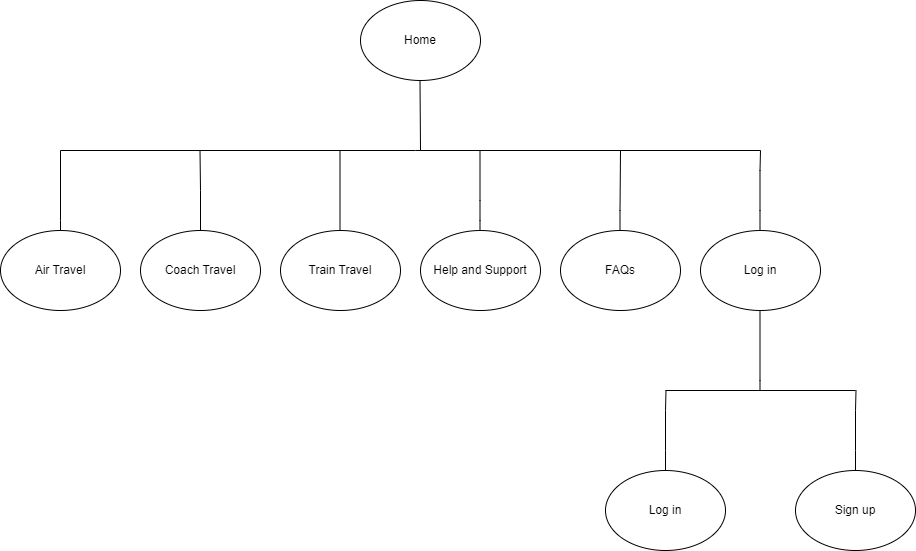 Home
Air Travel
Coach Travel
Train Travel
Help and Support
FAQs
Log in
Log in
Sign up